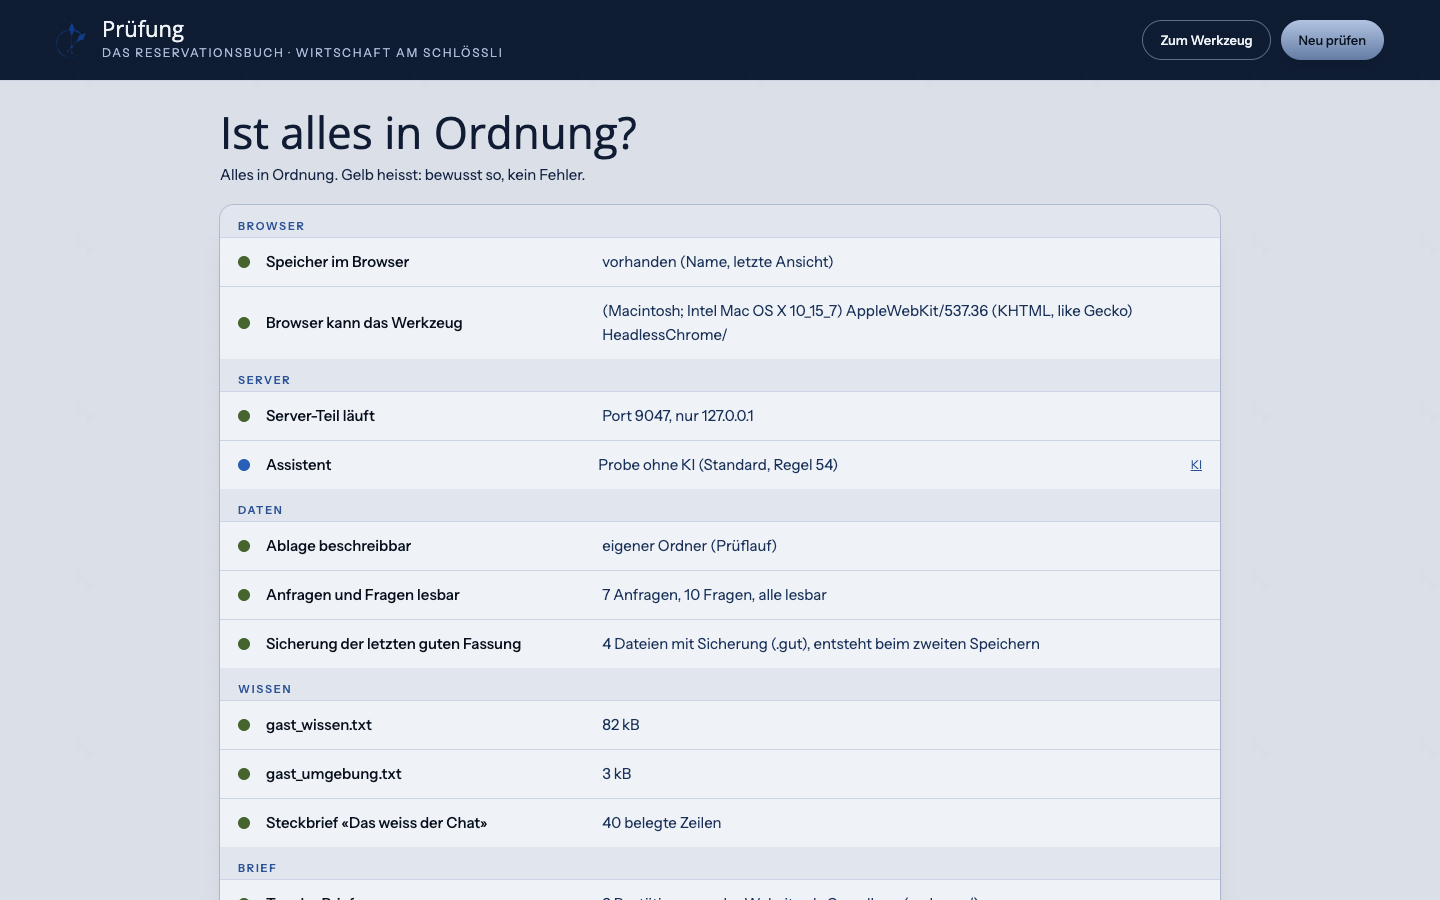 Prüfung
DAS RESERVATIONSBUCH · WIRTSCHAFT AM SCHLÖSSLI
Zum Werkzeug
Neu prüfen
Ist alles in Ordnung?
Alles in Ordnung. Gelb heisst: bewusst so, kein Fehler.
BROWSER
Speicher im Browser
vorhanden (Name, letzte Ansicht)
Browser kann das Werkzeug
(Macintosh; Intel Mac OS X 10_15_7) AppleWebKit/537.36 (KHTML, like Gecko)
HeadlessChrome/
SERVER
Server-Teil läuft
Port 9047, nur 127.0.0.1
Assistent
Probe ohne KI (Standard, Regel 54)
KI
DATEN
Ablage beschreibbar
eigener Ordner (Prüflauf)
Anfragen und Fragen lesbar
7 Anfragen, 10 Fragen, alle lesbar
Sicherung der letzten guten Fassung
4 Dateien mit Sicherung (.gut), entsteht beim zweiten Speichern
WISSEN
gast_wissen.txt
82 kB
gast_umgebung.txt
3 kB
Steckbrief «Das weiss der Chat»
40 belegte Zeilen
BRIEF